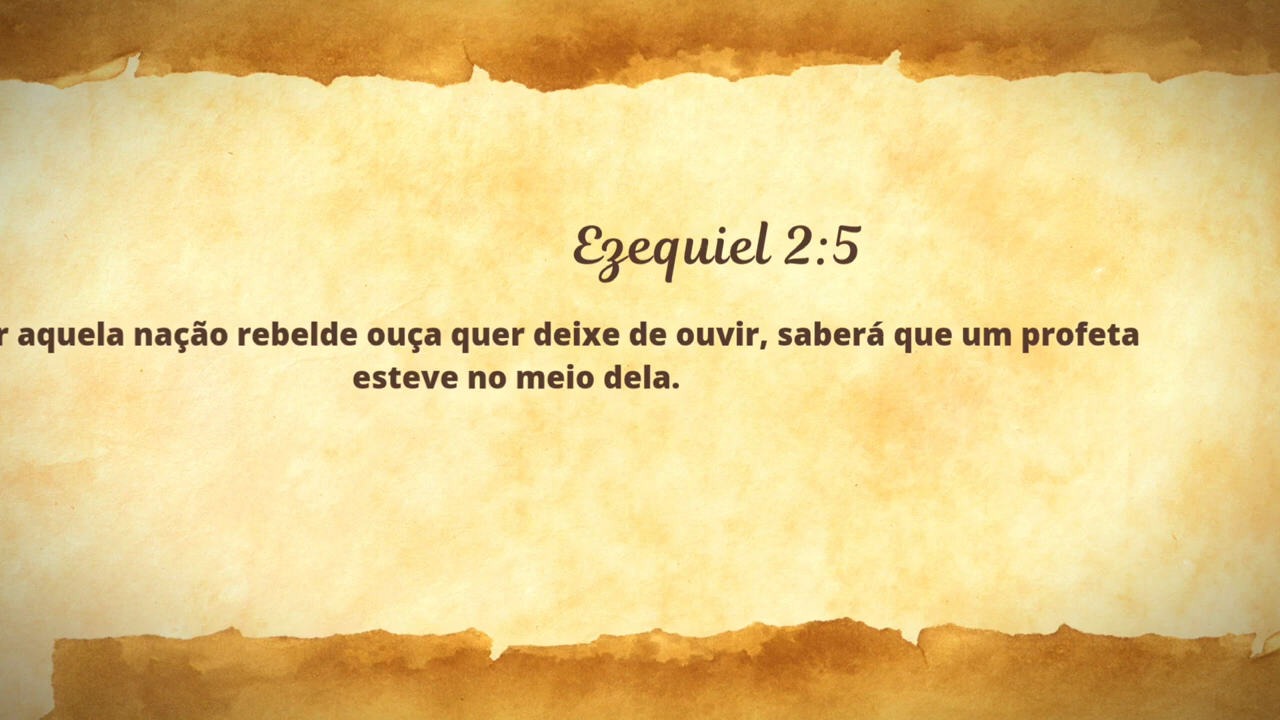 Ezequiel 2:5
r aquela nação rebelde ouça quer deixe de ouvir, saberá que um profeta
esteve no meio dela.